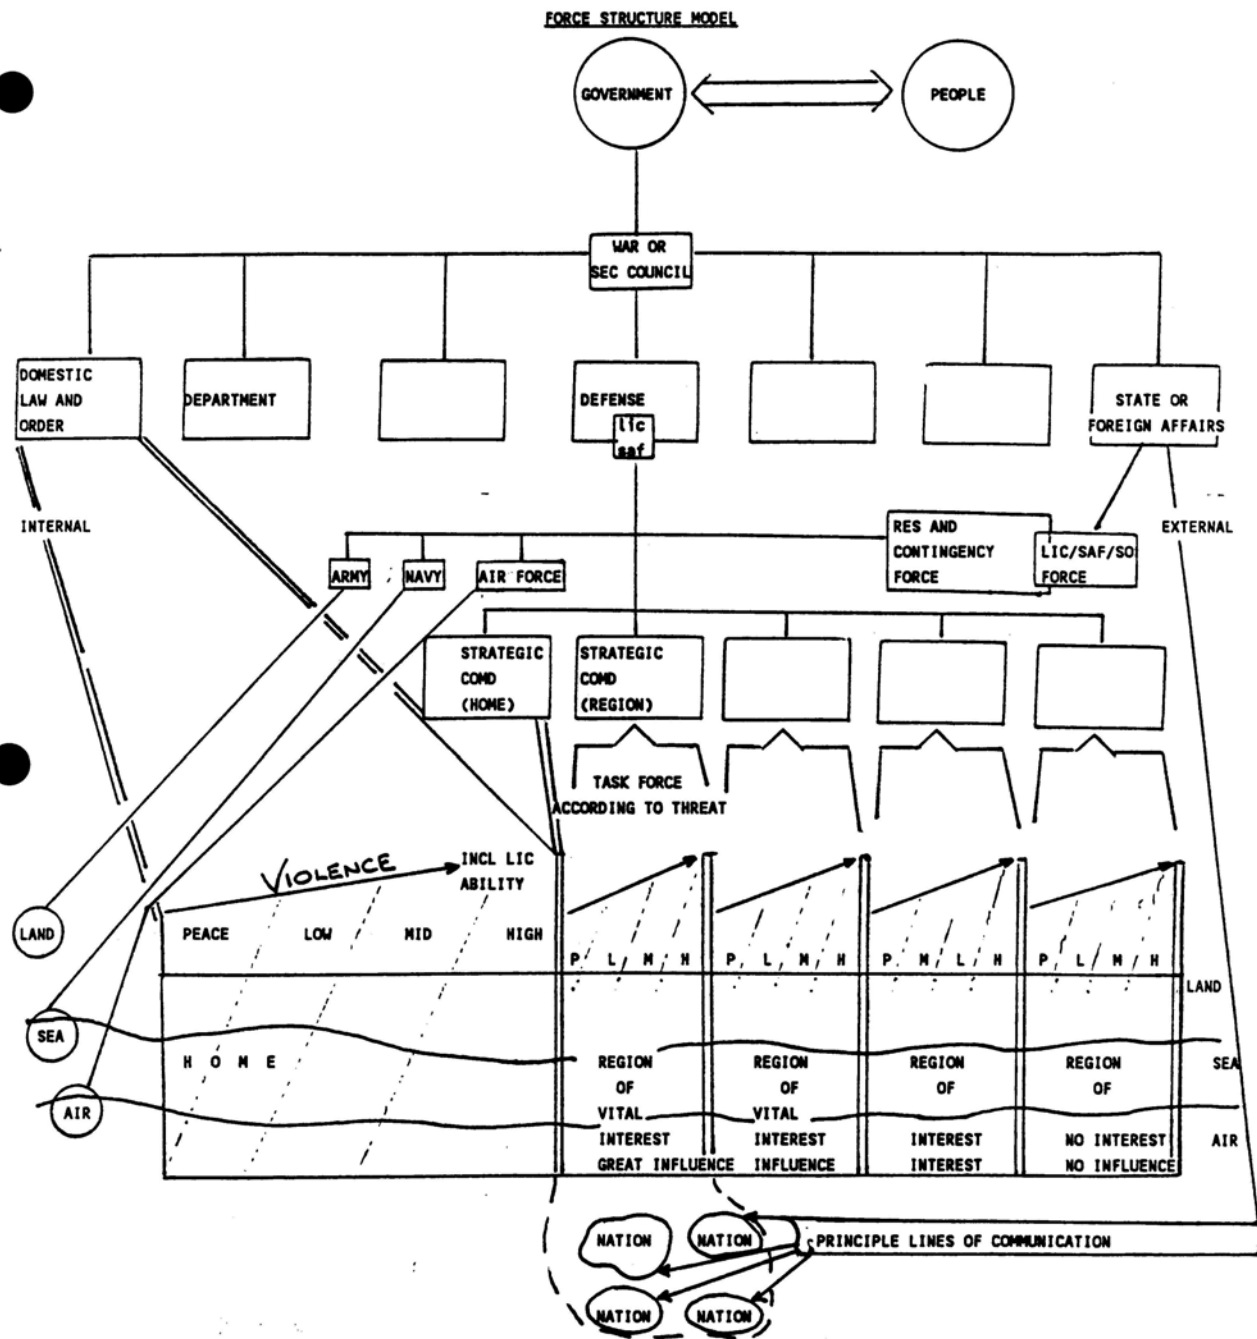 FORCE STRUCTURE MODEL
GOVERNMENT
PEOPLE
WAR OR
SEC COUNCIL
DOMESTIC
LAW AND
ORDER
DEPARTMENT
DEFENSE
lic
saf
STATE OR
FOREIGN AFFAIRS
INTERNAL
EXTERNAL
RES AND
CONTINGENCY
FORCE
LIC/SAF/SO
FORCE
ARMY
NAVY
AIR FORCE
STRATEGIC
COMD
(HOME)
STRATEGIC
COMD
(REGION)
TASK FORCE
ACCORDING TO THREAT
VIOLENCE
INCL LIC
ABILITY
LAND
PEACE LOW MID HIGH
P L M H
P L M H
P M L H
P L M H
LAND
SEA
HOME
REGION
OF
VITAL
INTEREST
GREAT INFLUENCE
REGION
OF
VITAL
INTEREST
INFLUENCE
REGION
OF
INTEREST
INTEREST
REGION
OF
NO INTEREST
NO INFLUENCE
SEA
AIR
AIR
NATION
NATION
PRINCIPLE LINES OF COMMUNICATION
NATION
NATION